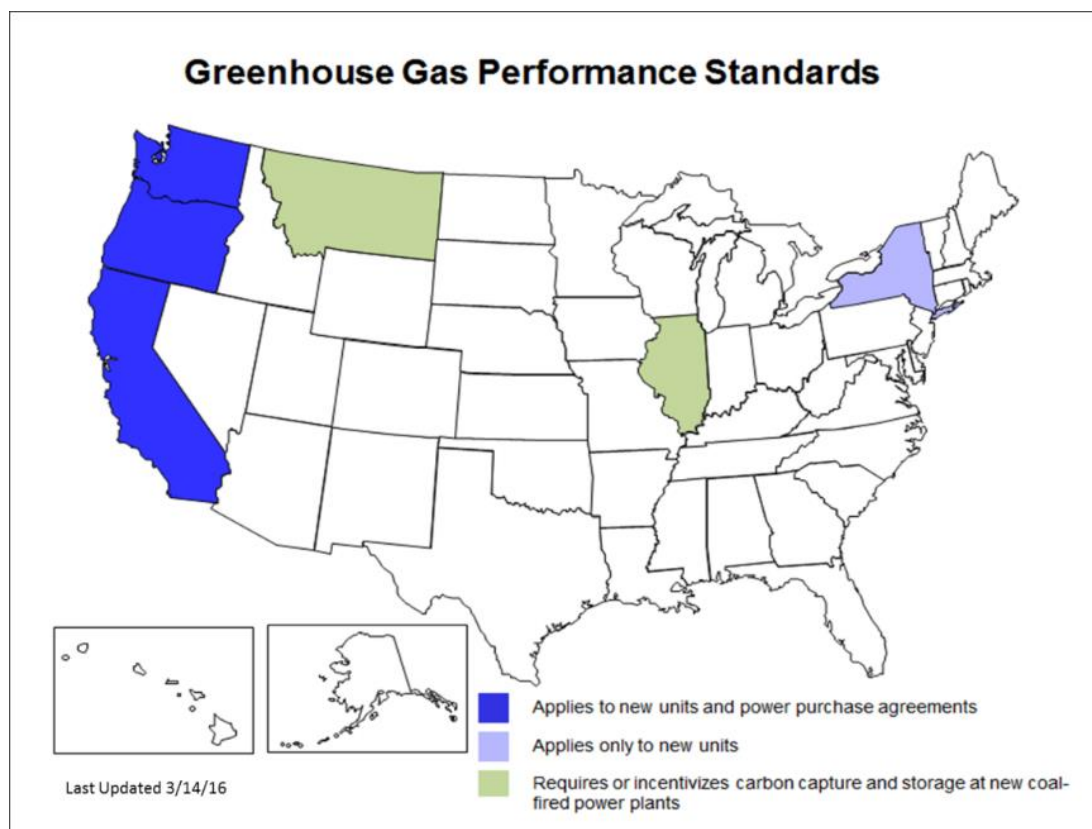 Greenhouse Gas Performance Standards
Applies to new units and power purchase agreements
Applies only to new units
Requires or incentivizes carbon capture and storage at new coal-
fired power plants
Last Updated 3/14/16